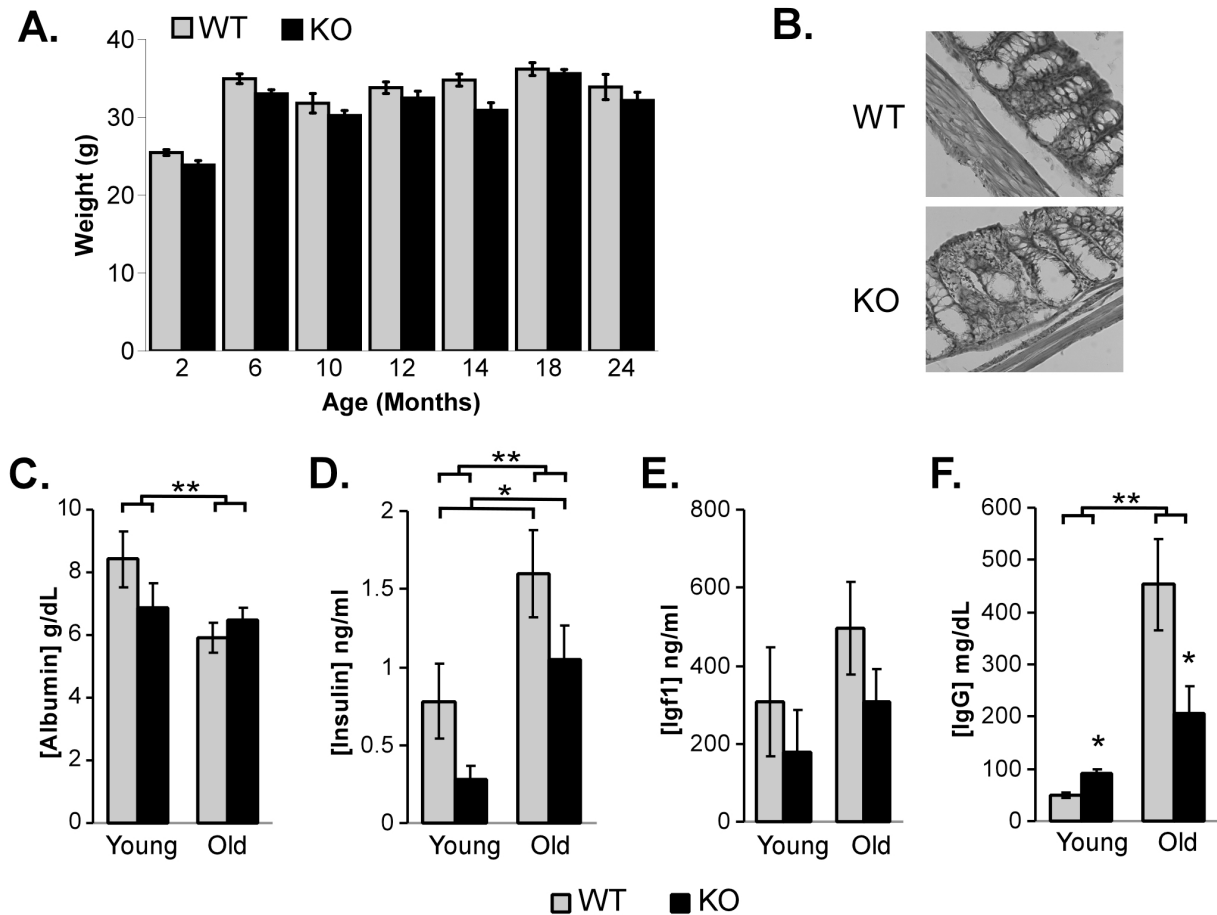 A.
WT KO
40
30
20
10
0
Weight (g)
2 6 10 12 14 18 24
Age (Months)
B.
WT
KO
C.
**
10
8
6
4
2
0
[Albumin] g/dL
Young Old
D.
**
*
2
1.5
1
0.5
0
[Insulin] ng/ml
Young Old
E.
800
600
400
200
0
[Igf1] ng/ml
Young Old
F.
**
600
500
400
300
200
100
0
[IgG] mg/dL
*
*
Young Old
WT KO